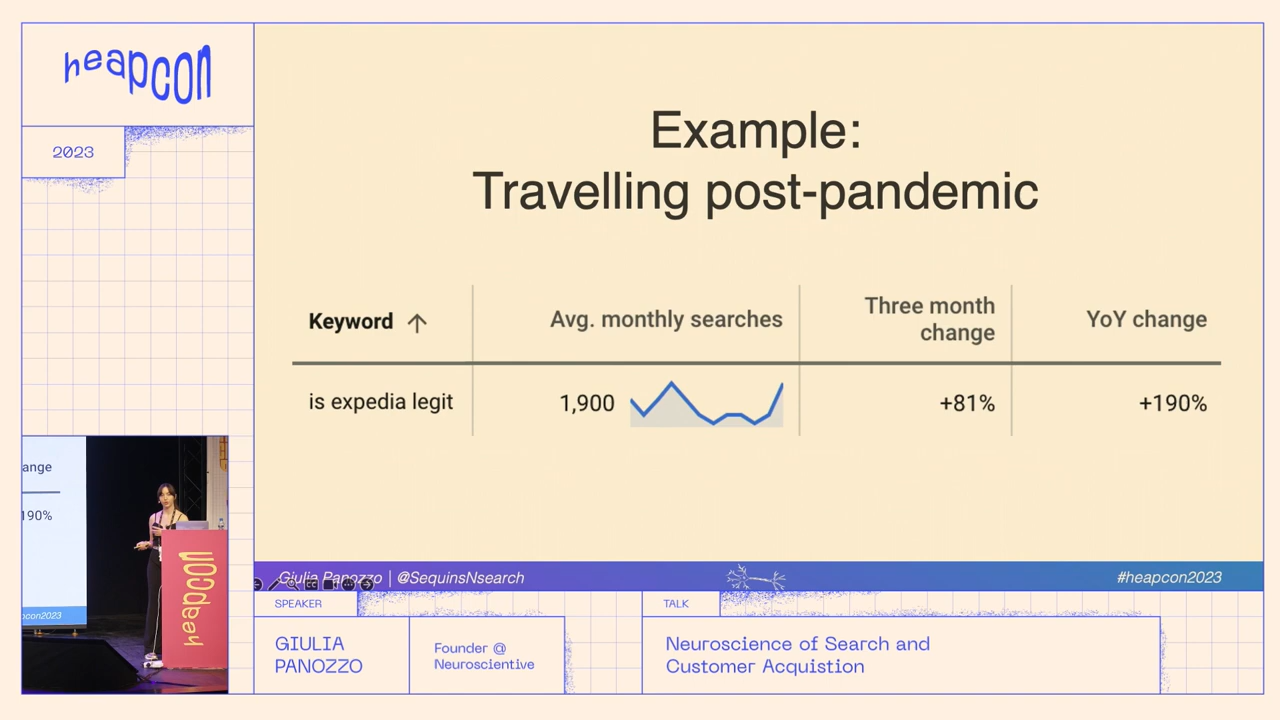 heapcon
2023
Example:
Travelling post-pandemic
Keyword ↑
Avg. monthly searches
Three month
change
YoY change
is expedia legit
1,900
+81%
+190%
ange
190%
ocon2023
heapcon
Giulia Panozzo | @SequinsNsearch
#heapcon2023
SPEAKER
GIULIA
PANOZZO
Founder @
Neuroscientive
TALK
Neuroscience of Search and
Customer Acquistion